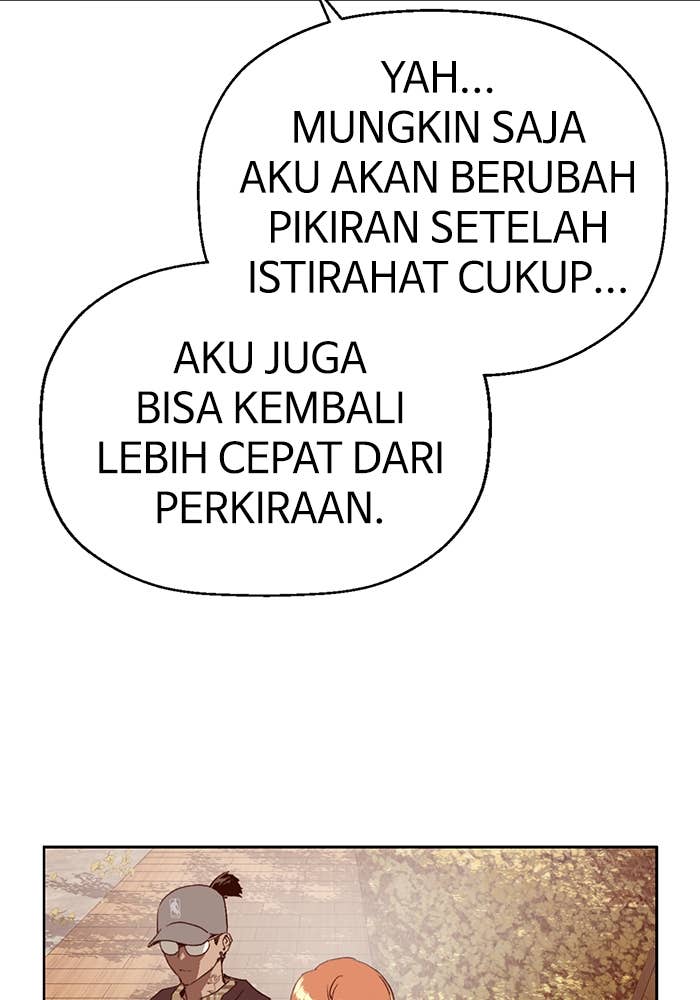 YAH...
MUNGKIN SAJA
AKU AKAN BERUBAH
PIKIRAN SETELAH
ISTIRAHAT CUKUP...
AKU JUGA
BISA KEMBALI
LEBIH CEPAT DARI
PERKIRAAN.